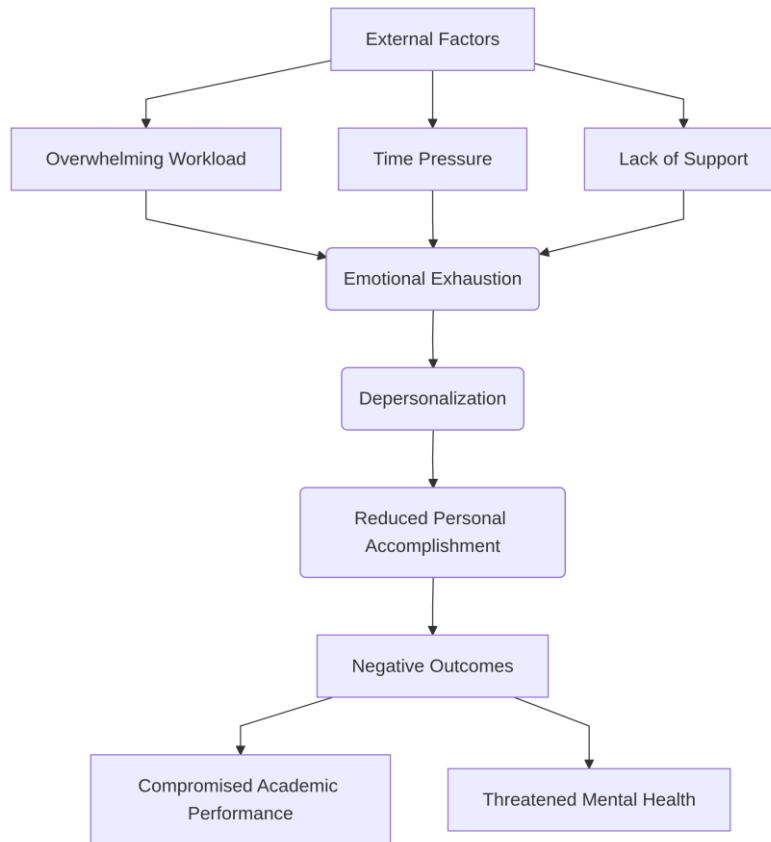 External Factors
Overwhelming Workload
Time Pressure
Lack of Support
Emotional Exhaustion
Depersonalization
Reduced Personal
Accomplishment
Negative Outcomes
Compromised Academic
Performance
Threatened Mental Health